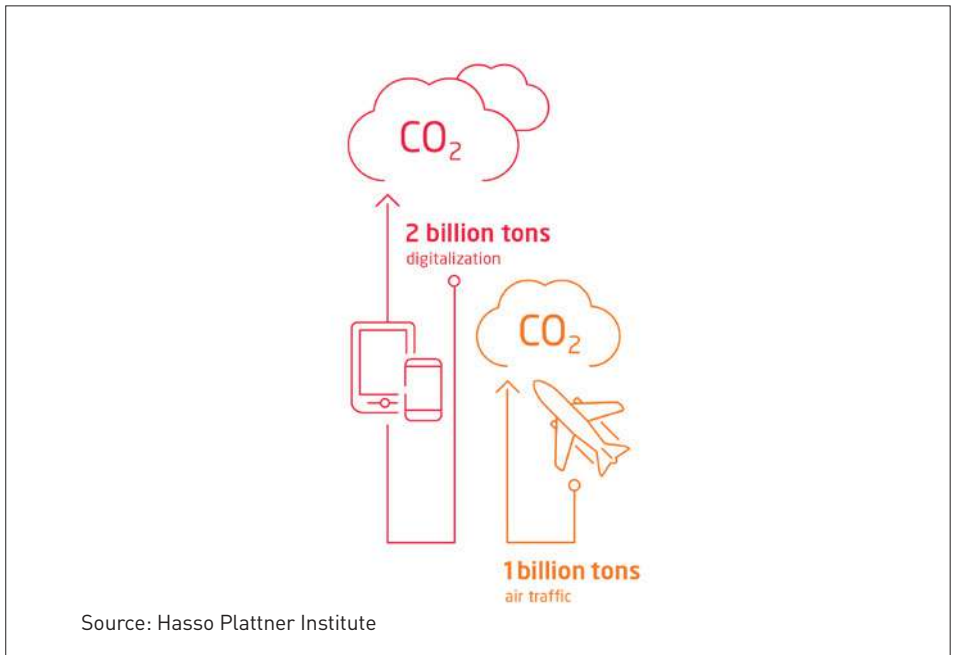 CO₂
2 billion tons
digitalization
CO₂
1 billion tons
air traffic
Source: Hasso Plattner Institute